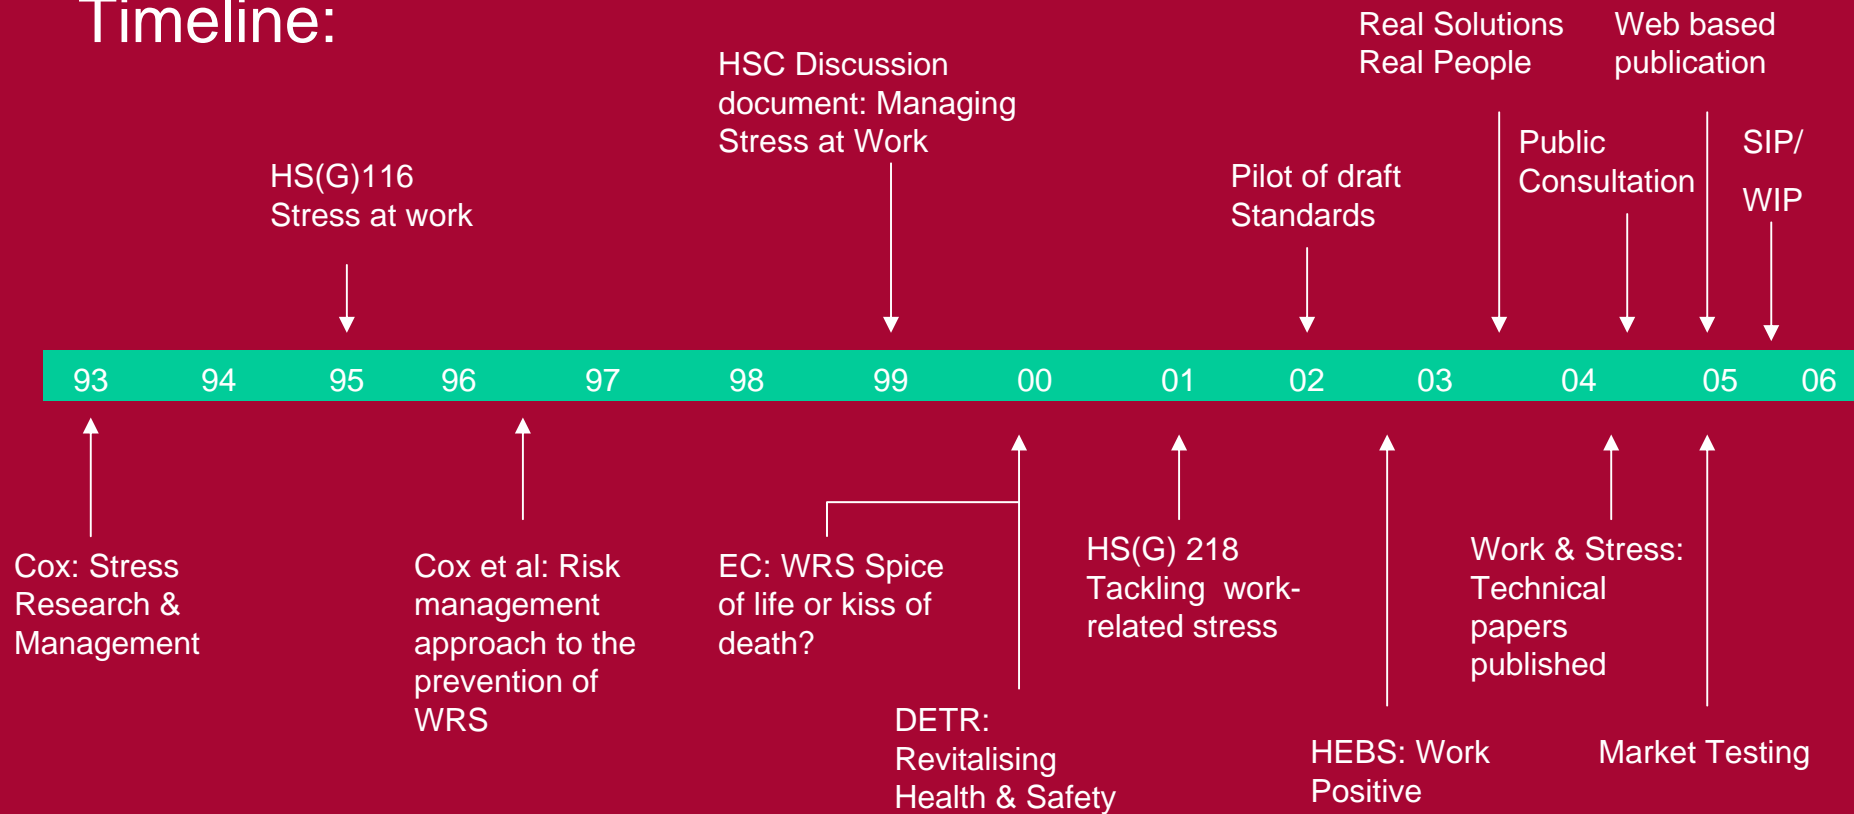 Timeline:
HS(G)116
Stress at work
HSC Discussion
document: Managing
Stress at Work
Pilot of draft
Standards
Real Solutions
Real People
Public
Consultation
Web based
publication
SIP/
WIP
93 94 95 96 97 98 99 00 01 02 03 04 05 06
Cox: Stress
Research &
Management
Cox et al: Risk
management
approach to the
prevention of
WRS
EC: WRS Spice
of life or kiss of
death?
DETR:
Revitalising
Health & Safety
HS(G) 218
Tackling work-
related stress
HEBS: Work
Positive
Work & Stress:
Technical
papers
published
Market Testing